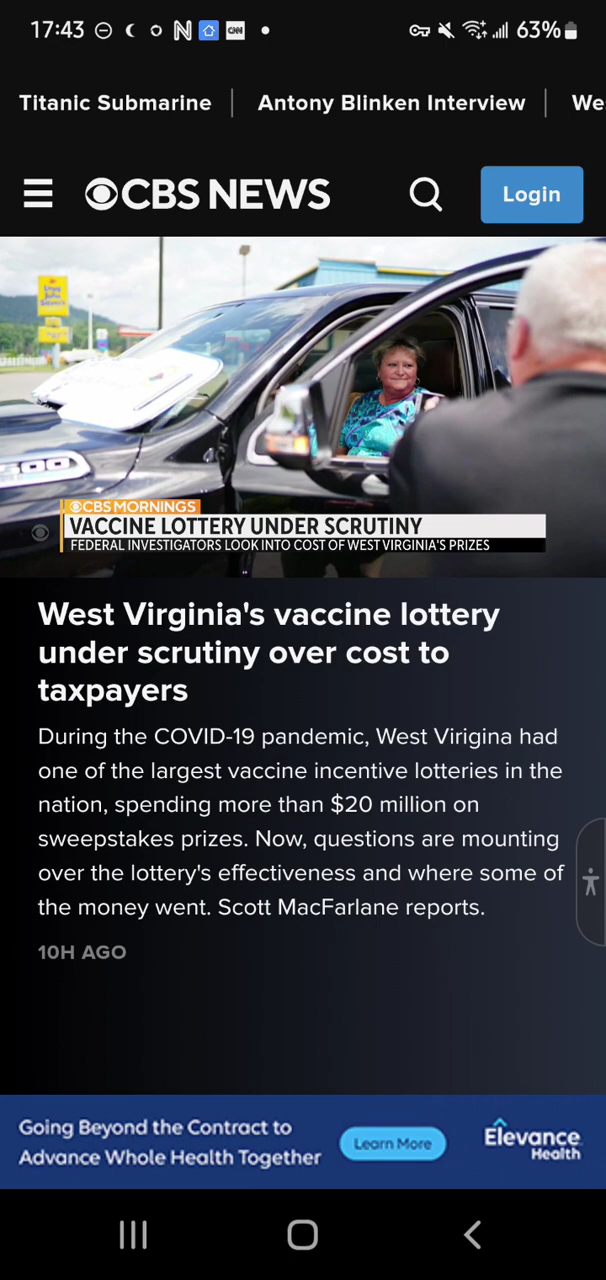 17:43
N
CNN
63%
Titanic Submarine
Antony Blinken Interview
We
CBS NEWS
Login
500
CBS MORNINGS
VACCINE LOTTERY UNDER SCRUTINY
FEDERAL INVESTIGATORS LOOK INTO COST OF WEST VIRGINIA'S PRIZES
West Virginia's vaccine lottery
under scrutiny over cost to
taxpayers
During the COVID-19 pandemic, West Virigina had
one of the largest vaccine incentive lotteries in the
nation, spending more than $20 million on
sweepstakes prizes. Now, questions are mounting
over the lottery's effectiveness and where some of
the money went. Scott MacFarlane reports.
10H AGO
Going Beyond the Contract to
Advance Whole Health Together
Learn More
Elevance
Health